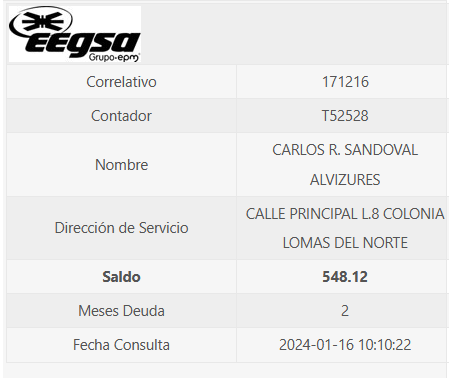 EEGSA
Grupo-epm
Correlativo 171216
Contador T52528
Nombre CARLOS R. SANDOVAL
ALVIZURES
Dirección de Servicio CALLE PRINCIPAL L.8 COLONIA
LOMAS DEL NORTE
Saldo 548.12
Meses Deuda 2
Fecha Consulta 2024-01-16 10:10:22